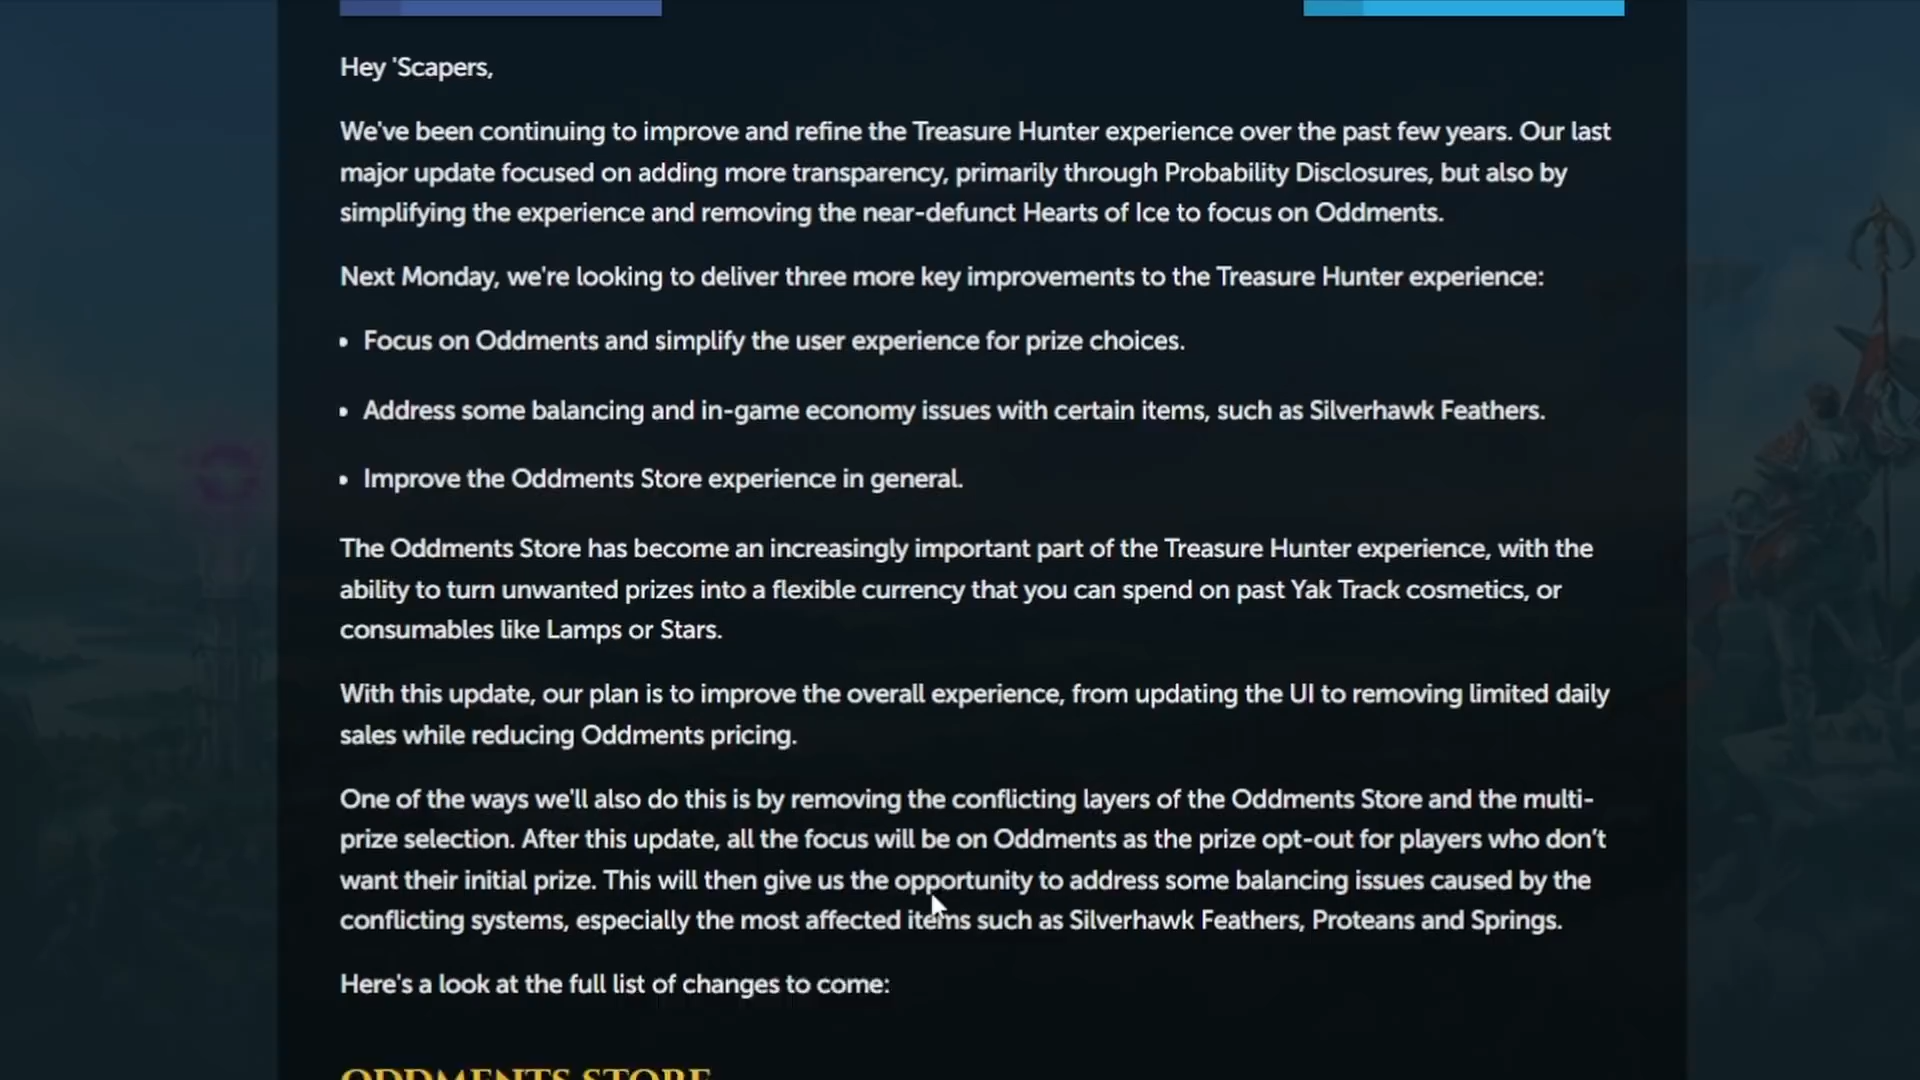 Hey 'Scapers,
We've been continuing to improve and refine the Treasure Hunter experience over the past few years. Our last
major update focused on adding more transparency, primarily through Probability Disclosures, but also by
simplifying the experience and removing the near-defunct Hearts of Ice to focus on Oddments.
Next Monday, we're looking to deliver three more key improvements to the Treasure Hunter experience:
• Focus on Oddments and simplify the user experience for prize choices.
• Address some balancing and in-game economy issues with certain items, such as Silverhawk Feathers.
• Improve the Oddments Store experience in general.
The Oddments Store has become an increasingly important part of the Treasure Hunter experience, with the
ability to turn unwanted prizes into a flexible currency that you can spend on past Yak Track cosmetics, or
consumables like Lamps or Stars.
With this update, our plan is to improve the overall experience, from updating the UI to removing limited daily
sales while reducing Oddments pricing.
One of the ways we'll also do this is by removing the conflicting layers of the Oddments Store and the multi-
prize selection. After this update, all the focus will be on Oddments as the prize opt-out for players who don’t
want their initial prize. This will then give us the opportunity to address some balancing issues caused by the
conflicting systems, especially the most affected items such as Silverhawk Feathers, Proteans and Springs.
Here's a look at the full list of changes to come:
ODDMENTS STORE